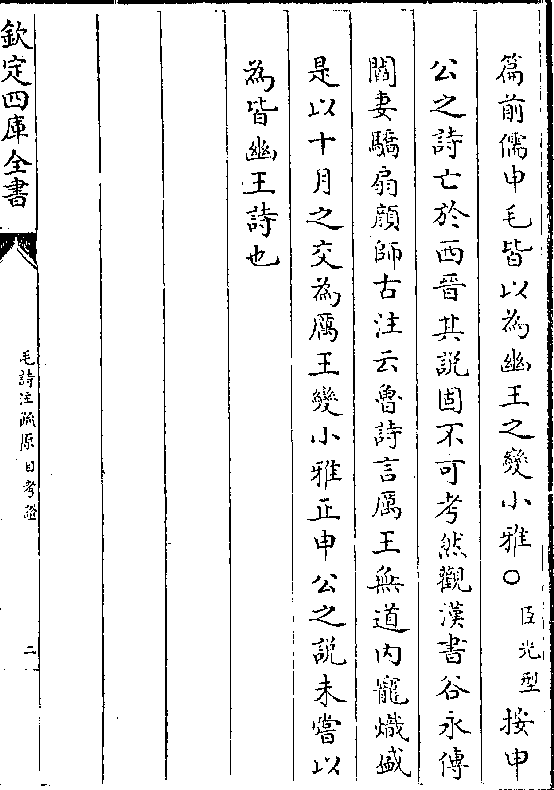 篇前儒申毛皆以為幽王之變小雅○臣光型按申
公之詩亡於西晉其說固不可考然觀漢書谷永傳
閻妻驕扇顔師古注云魯詩言厲王無道内寵熾盛
是以十月之交為厲王變小雅正申公之說未嘗以
為皆幽王詩也
欽定四庫全書
毛詩注疏原目考證
二